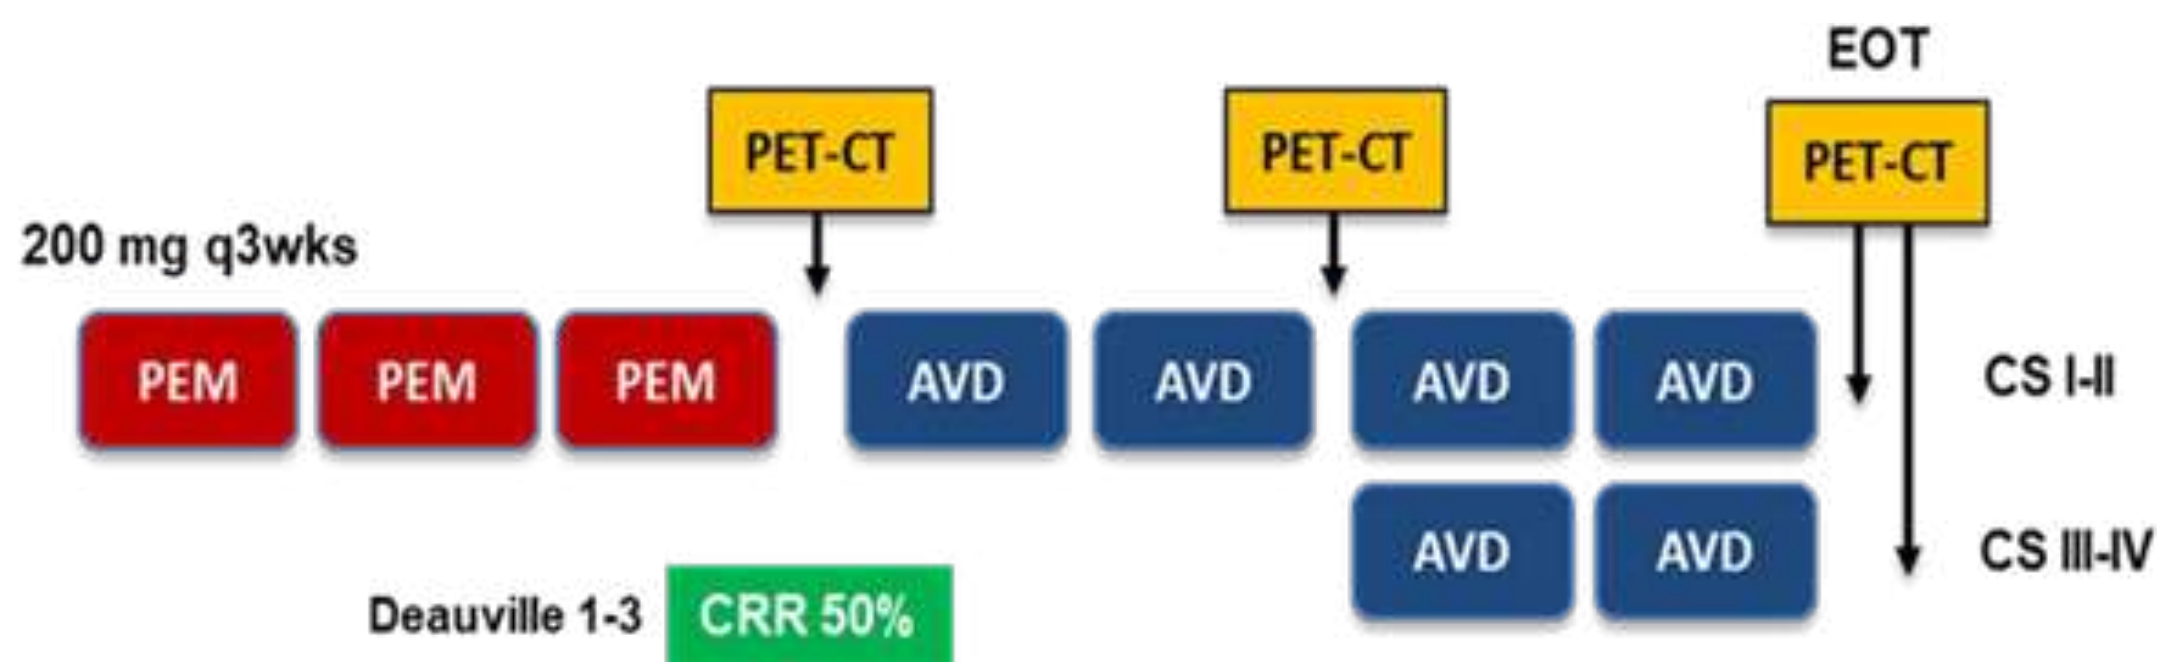 EOT
PET-CT PET-CT PET-CT
200 mg q3wks
PEM PEM PEM AVD AVD AVD AVD CS I-II
AVD AVD CS III-IV
Deauville 1-3 CRR 50%